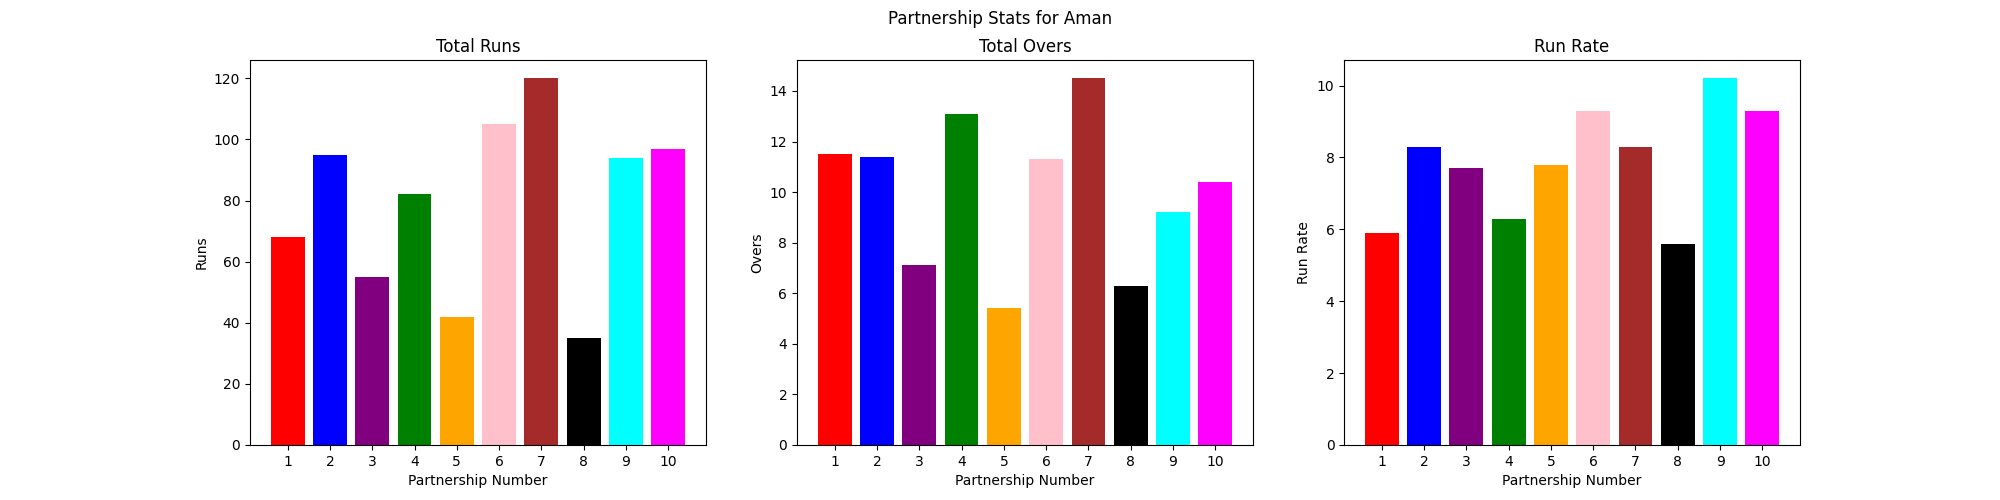 Partnership Stats for Aman
Total Runs
Runs
120
100
80
60
40
20
0
1 2 3 4 5 6 7 8 9 10
Partnership Number
Total Overs
Overs
14
12
10
8
6
4
2
0
1 2 3 4 5 6 7 8 9 10
Partnership Number
Run Rate
Run Rate
10
8
6
4
2
0
1 2 3 4 5 6 7 8 9 10
Partnership Number